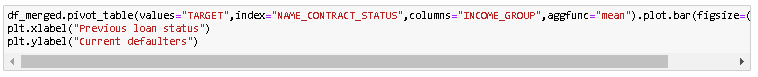 df_merged.pivot_table(values="TARGET",index="NAME_CONTRACT_STATUS",columns="INCOME_GROUP",aggfunc="mean").plot.bar(figsize=(
plt.xlabel("Previous loan status")
plt.ylabel("Current defaulters")